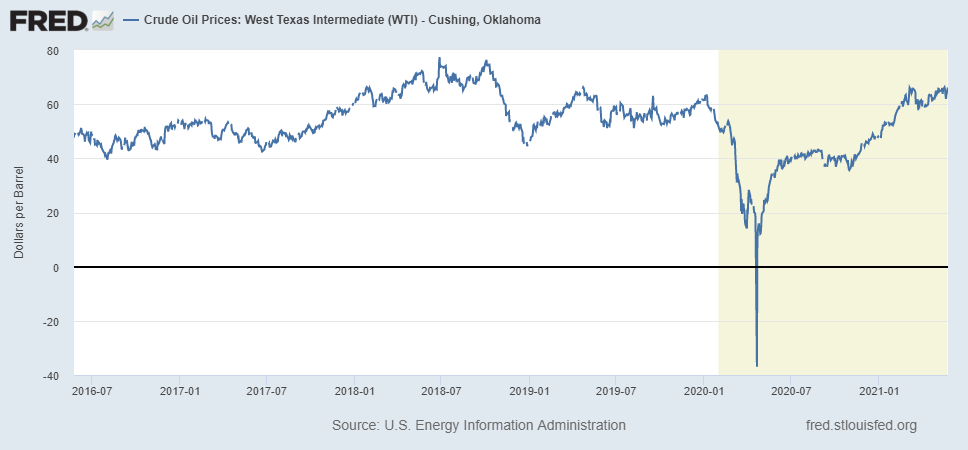 FRED
Crude Oil Prices: West Texas Intermediate (WTI) - Cushing, Oklahoma
Dollars per Barrel
80
60
40
20
0
-20
-40
2016-07 2017-01 2017-07 2018-01 2018-07 2019-01 2019-07 2020-01 2020-07 2021-01
Source: U.S. Energy Information Administration fred.stlouisfed.org